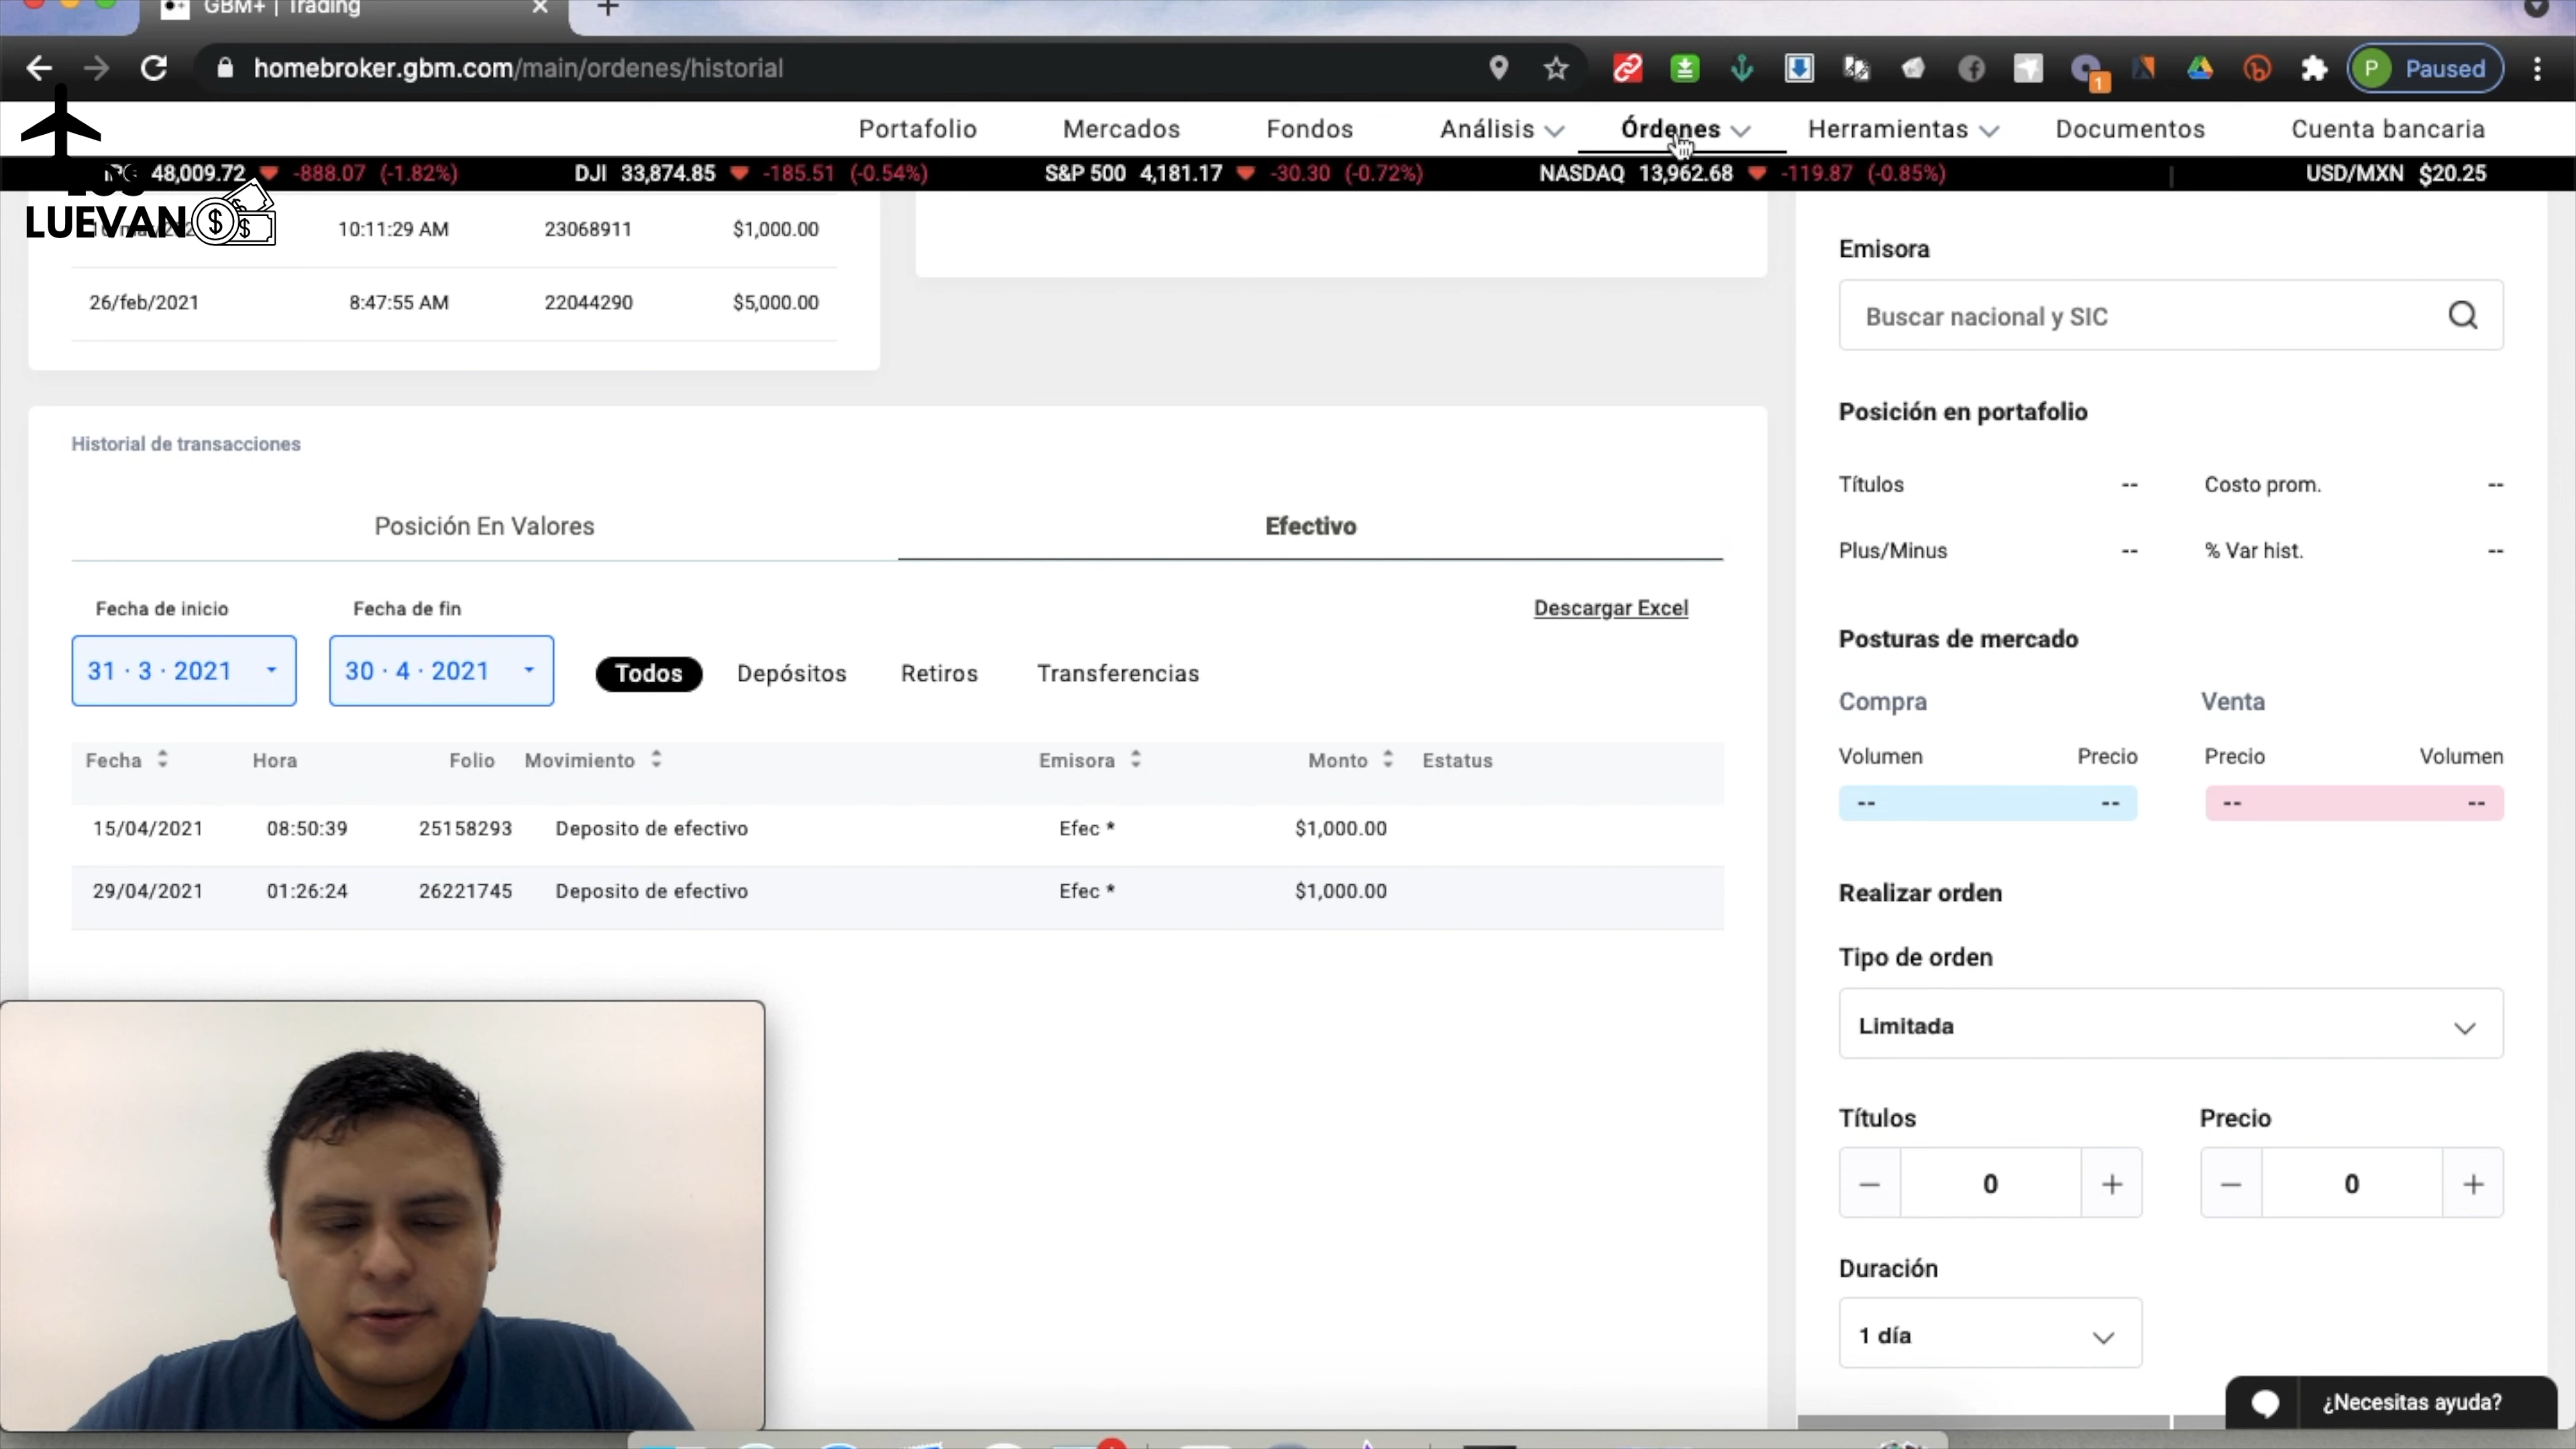 GBM+ | Trading
homebroker.gbm.com/main/ordenes/historial
1
P Paused
Portafolio Mercados Fondos Análisis Órdenes Herramientas Documentos Cuenta bancaria
48,009.72 -888.07 (-1.82%) DJI 33,874.85 -185.51 (-0.54%) S&P 500 4,181.17 -30.30 (-0.72%) NASDAQ 13,962.68 -119.87 (-0.85%) USD/MXN $20.25
LUEVAN
10:11:29 AM 23068911 $1,000.00
26/feb/2021 8:47:55 AM 22044290 $5,000.00
Historial de transacciones
Posición En Valores Efectivo
Fecha de inicio Fecha de fin Descargar Excel
31 · 3 · 2021 30 · 4 · 2021 Todos Depósitos Retiros Transferencias
Fecha Hora Folio Movimiento Emisora Monto Estatus
15/04/2021 08:50:39 25158293 Deposito de efectivo Efec * $1,000.00
29/04/2021 01:26:24 26221745 Deposito de efectivo Efec * $1,000.00
Emisora
Buscar nacional y SIC
Posición en portafolio
Títulos -- Costo prom. --
Plus/Minus -- % Var hist. --
Posturas de mercado
Compra Venta
Volumen Precio Precio Volumen
-- -- -- --
Realizar orden
Tipo de orden
Limitada
Títulos Precio
− 0 + − 0 +
Duración
1 día
¿Necesitas ayuda?